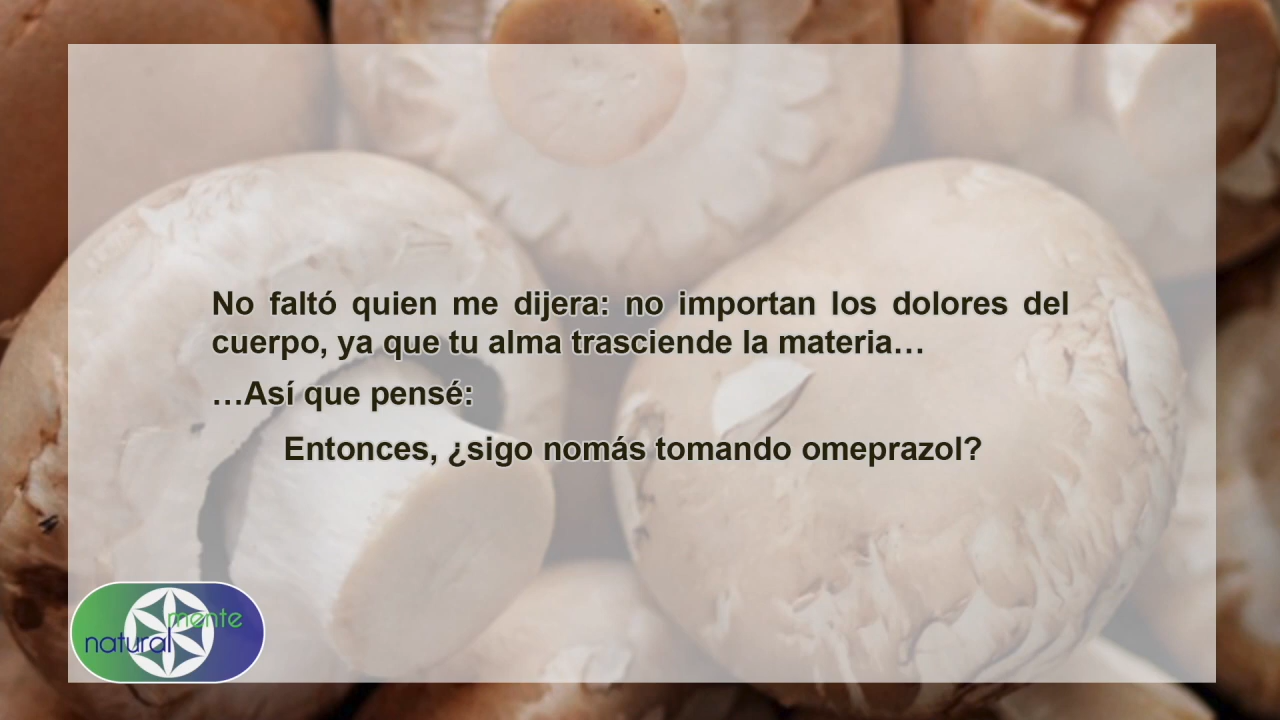 No faltó quien me dijera: no importan los dolores del
cuerpo, ya que tu alma trasciende la materia…
…Así que pensé:
Entonces, ¿sigo nomás tomando omeprazol?
natural
mente